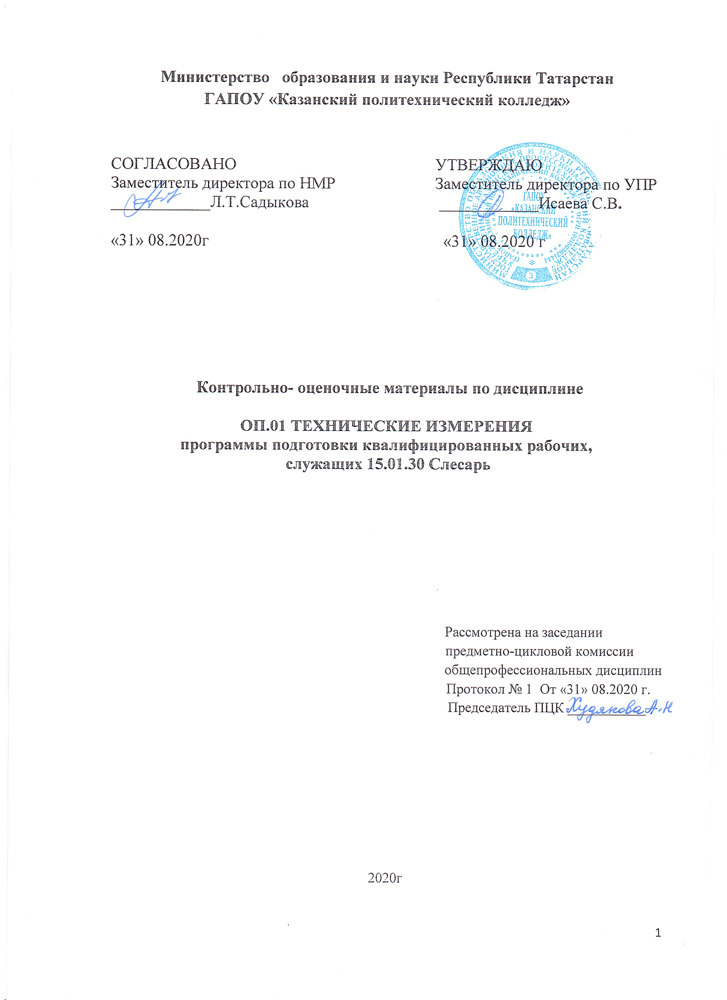 Министерство образования и науки Республики Татарстан
ГАПОУ «Казанский политехнический колледж»
СОГЛАСОВАНО
Заместитель директора по НМР
____________Л.Т.Садыкова
«31» 08.2020г
УТВЕРЖДАЮ
Заместитель директора по УПР
____________Исаева С.В.
«31» 08.2020 г
ГАПОУ
«КАЗАНСКИЙ
ПОЛИТЕХНИЧЕСКИЙ
КОЛЛЕДЖ»
3
Контрольно- оценочные материалы по дисциплине
ОП.01 ТЕХНИЧЕСКИЕ ИЗМЕРЕНИЯ
программы подготовки квалифицированных рабочих,
служащих 15.01.30 Слесарь
Рассмотрена на заседании
предметно-цикловой комиссии
общепрофессиональных дисциплин
Протокол № 1 От «31» 08.2020 г.
Председатель ПЦК Худякова А.Н
2020г
1